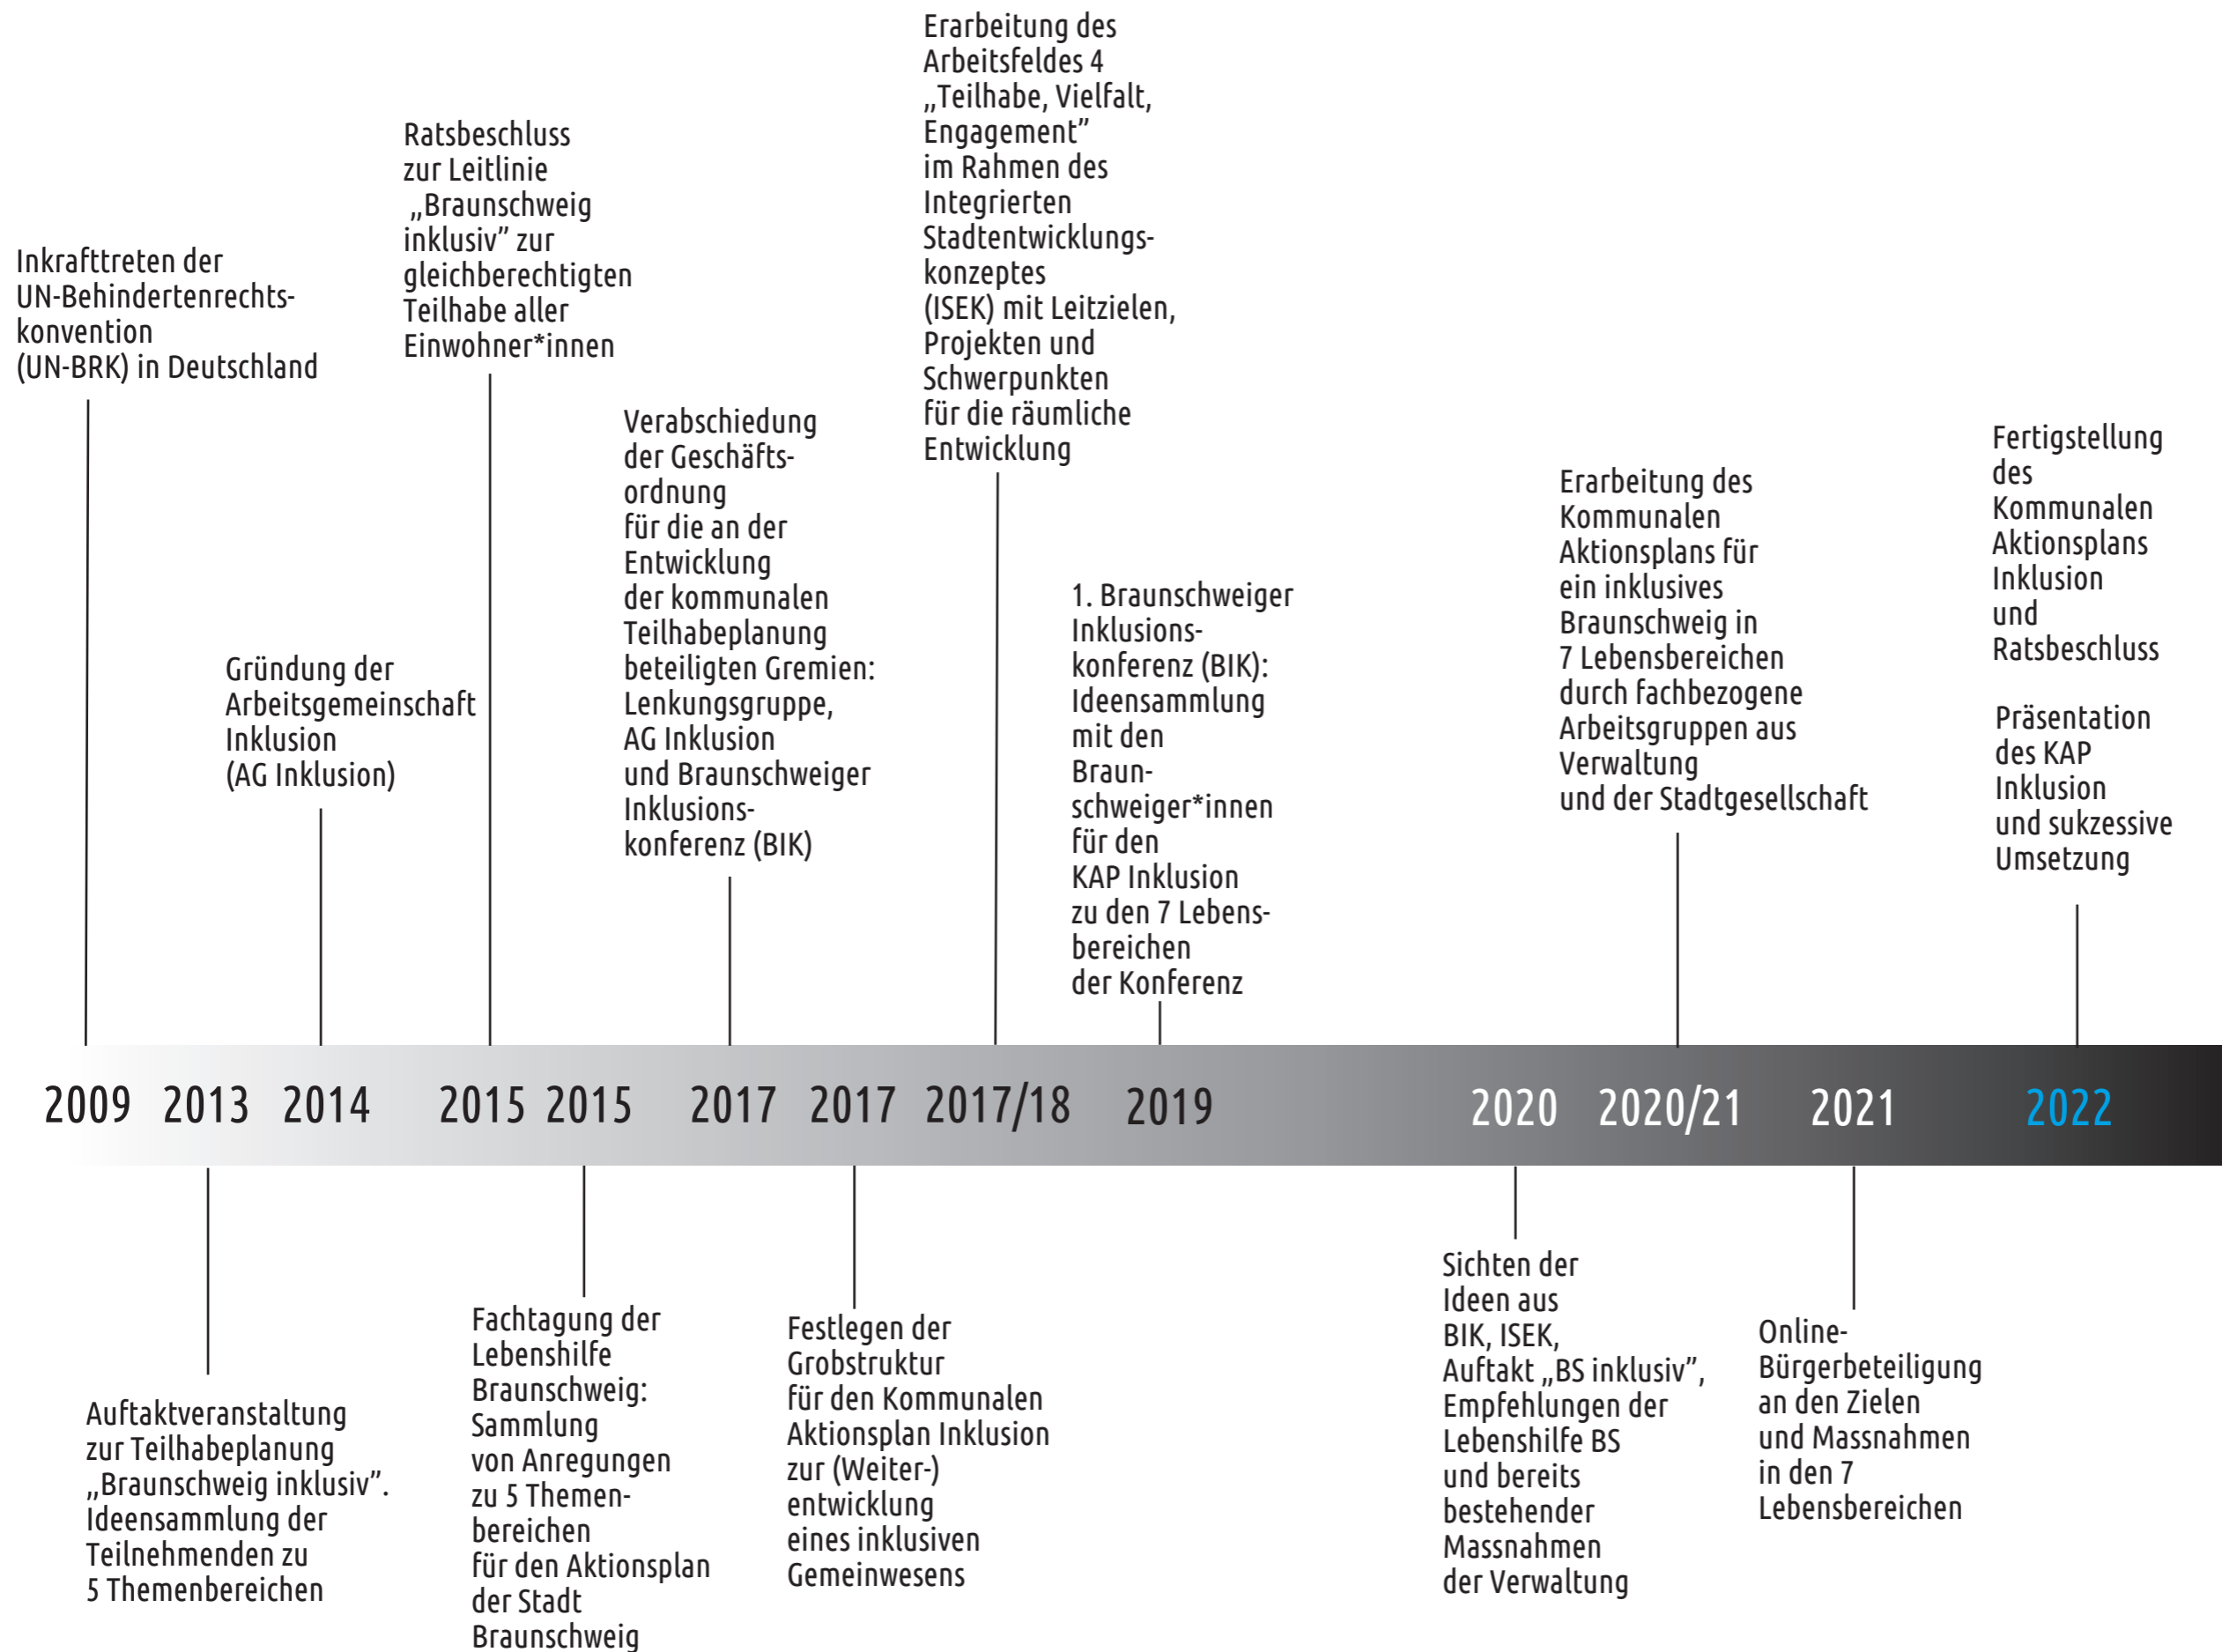 Inkrafttreten der
UN-Behindertenrechts-
konvention
(UN-BRK) in Deutschland
Gründung der
Arbeitsgemeinschaft
Inklusion
(AG Inklusion)
Ratsbeschluss
zur Leitlinie
„Braunschweig
inklusiv” zur
gleichberechtigten
Teilhabe aller
Einwohner*innen
Verabschiedung
der Geschäfts-
ordnung
für die an der
Entwicklung
der kommunalen
Teilhabeplanung
beteiligten Gremien:
Lenkungsgruppe,
AG Inklusion
und Braunschweiger
Inklusions-
konferenz (BIK)
Erarbeitung des
Arbeitsfeldes 4
„Teilhabe, Vielfalt,
Engagement”
im Rahmen des
Integrierten
Stadtentwicklungs-
konzeptes
(ISEK) mit Leitzielen,
Projekten und
Schwerpunkten
für die räumliche
Entwicklung
1. Braunschweiger
Inklusions-
konferenz (BIK):
Ideensammlung
mit den
Braun-
schweiger*innen
für den
KAP Inklusion
zu den 7 Lebens-
bereichen
der Konferenz
Erarbeitung des
Kommunalen
Aktionsplans für
ein inklusives
Braunschweig in
7 Lebensbereichen
durch fachbezogene
Arbeitsgruppen aus
Verwaltung
und der Stadtgesellschaft
Fertigstellung
des
Kommunalen
Aktionsplans
Inklusion
und
Ratsbeschluss
Präsentation
des KAP
Inklusion
und sukzessive
Umsetzung
2009 2013 2014 2015 2015 2017 2017 2017/18 2019 2020 2020/21 2021 2022
Auftaktveranstaltung
zur Teilhabeplanung
„Braunschweig inklusiv”.
Ideensammlung der
Teilnehmenden zu
5 Themenbereichen
Fachtagung der
Lebenshilfe
Braunschweig:
Sammlung
von Anregungen
zu 5 Themen-
bereichen
für den Aktionsplan
der Stadt
Braunschweig
Festlegen der
Grobstruktur
für den Kommunalen
Aktionsplan Inklusion
zur (Weiter-)
entwicklung
eines inklusiven
Gemeinwesens
Sichten der
Ideen aus
BIK, ISEK,
Auftakt „BS inklusiv”,
Empfehlungen der
Lebenshilfe BS
und bereits
bestehender
Massnahmen
der Verwaltung
Online-
Bürgerbeteiligung
an den Zielen
und Massnahmen
in den 7
Lebensbereichen